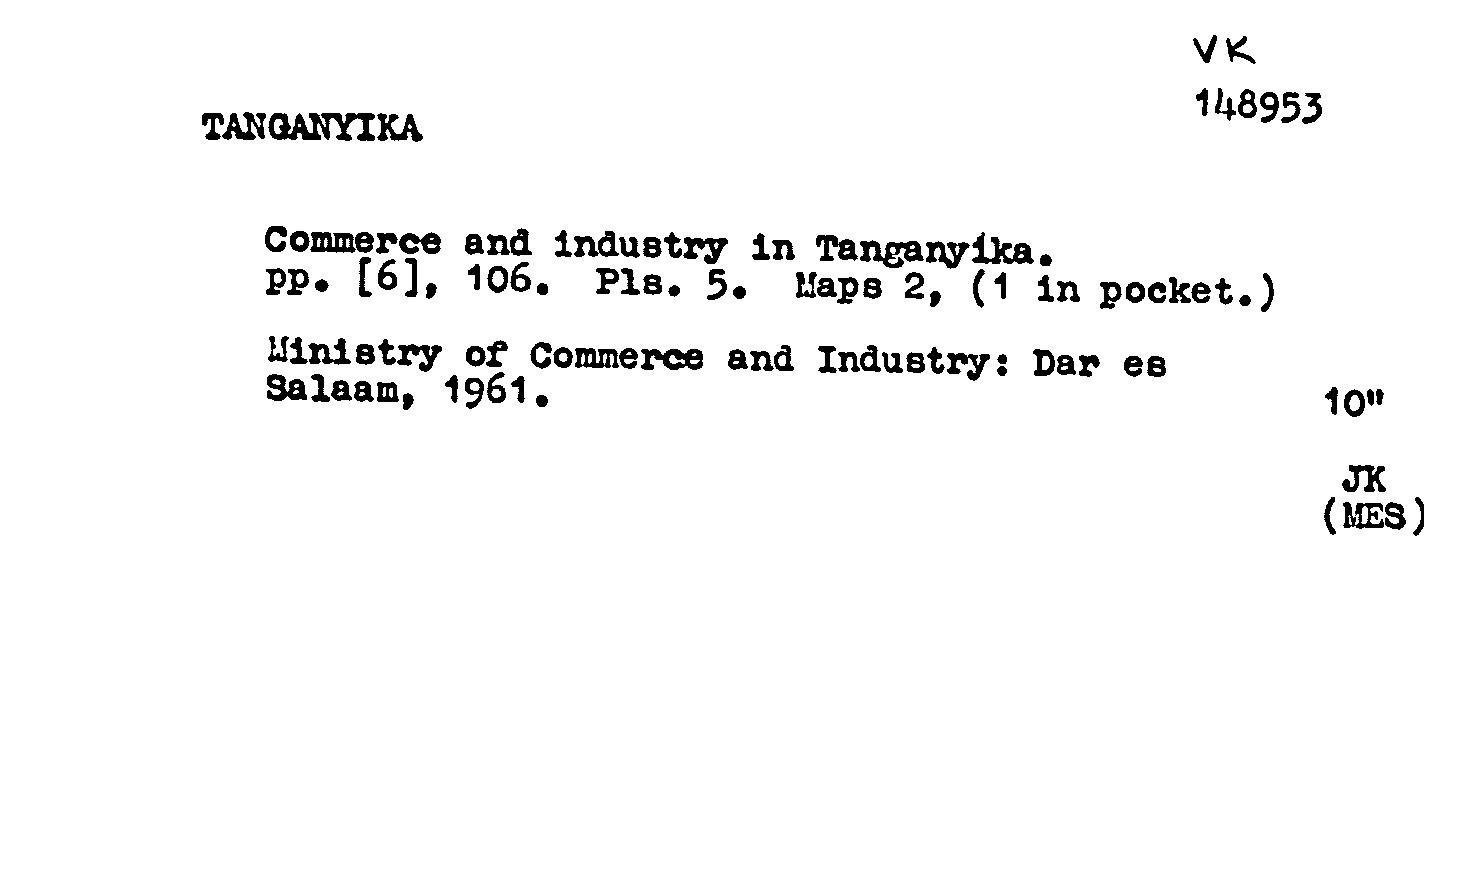 VK
148953
TANGANYIKA
Commerce and industry in Tanganyika.
pp. [6], 106. Pls. 5. Maps 2, (1 in pocket.)
Ministry of Commerce and Industry: Dar es
Salaam, 1961.
10"
JK
(MES)